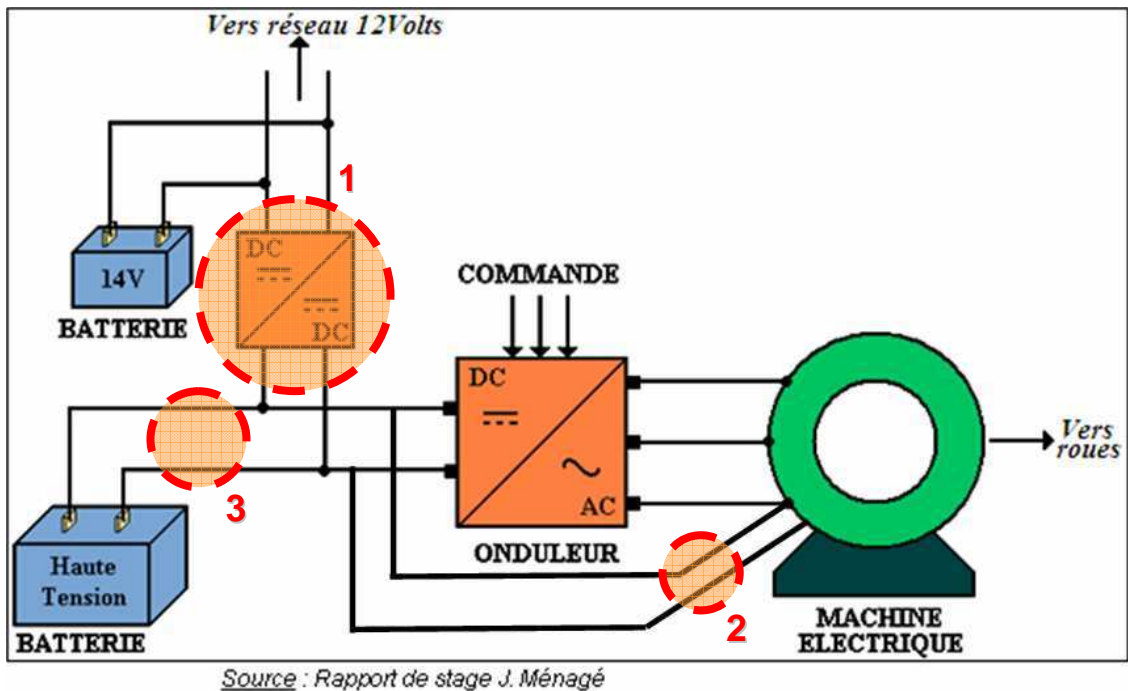 Vers réseau 12Volts
1
DC
DC
14V
BATTERIE
COMMANDE
DC
AC
ONDULEUR
Vers
roues
3
Haute
Tension
BATTERIE
2
MACHINE
ELECTRIQUE
Source : Rapport de stage J. Ménagé